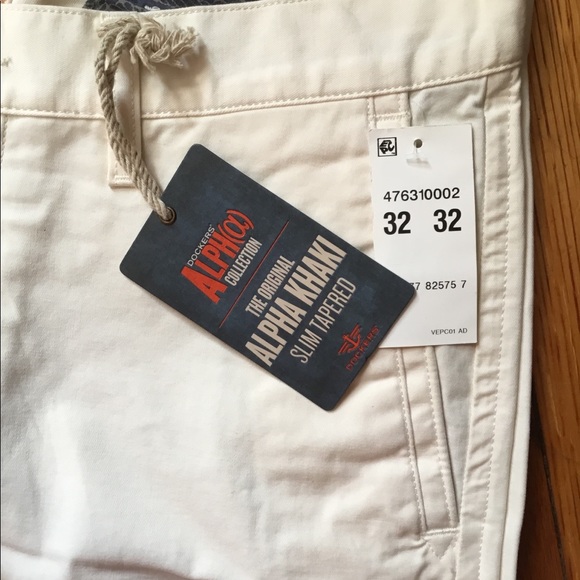 DOCKERS®
ALPH(α)
COLLECTION
THE ORIGINAL
ALPHA KHAKI
SLIM TAPERED
DOCKERS
476310002
32 32
82575 7
VEPC01 AD